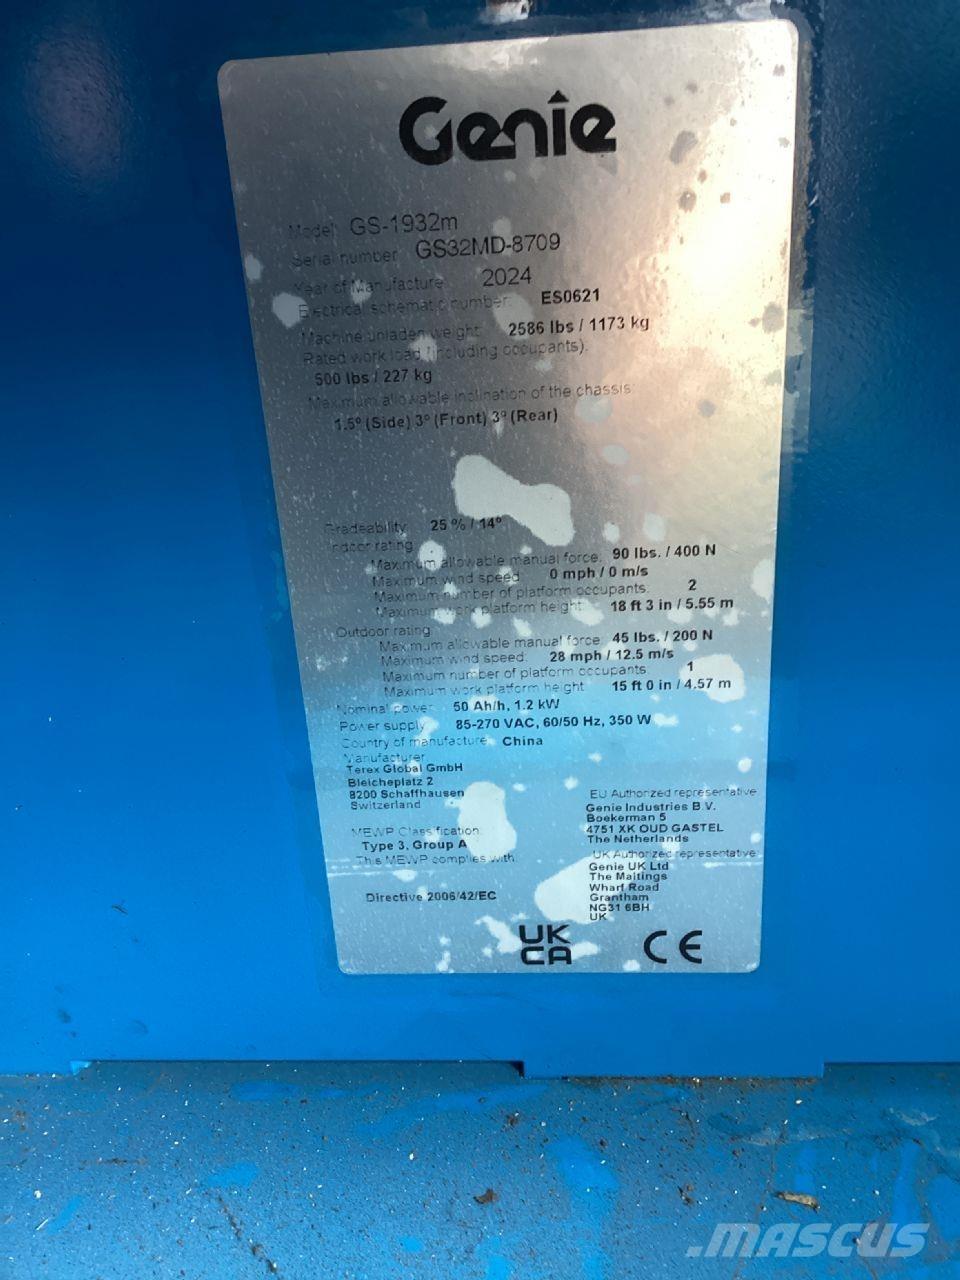 Genie
Model: GS-1932m
Serial number: GS32MD-8709
Year of Manufacture: 2024
Electrical schematic number: ES0621
Machine unladen weight: 2586 lbs / 1173 kg
Rated work load (including occupants):
500 lbs / 227 kg
Maximum allowable inclination of the chassis:
1.5º (Side) 3º (Front) 3º (Rear)
Gradeability: 25 % / 14º
Indoor rating
Maximum allowable manual force: 90 lbs. / 400 N
Maximum wind speed: 0 mph / 0 m/s
Maximum number of platform occupants: 2
Maximum work platform height: 18 ft 3 in / 5.55 m
Outdoor rating
Maximum allowable manual force: 45 lbs. / 200 N
Maximum wind speed: 28 mph / 12.5 m/s
Maximum number of platform occupants: 1
Maximum work platform height: 15 ft 0 in / 4.57 m
Nominal power: 50 Ah/h, 1.2 kW
Power supply: 85-270 VAC, 60/50 Hz, 350 W
Country of manufacture: China
Manufacturer
Terex Global GmbH
Bleicheplatz 2
8200 Schaffhausen
Switzerland
MEWP Classification:
Type 3, Group A
This MEWP complies with:
Directive 2006/42/EC
EU Authorized representative:
Genie Industries B.V.
Boekerman 5
4751 XK OUD GASTEL
The Netherlands
UK Authorized representative:
Genie UK Ltd
The Maltings
Wharf Road
Grantham
NG31 6BH
UK
UK
CA
CE
MASCUS